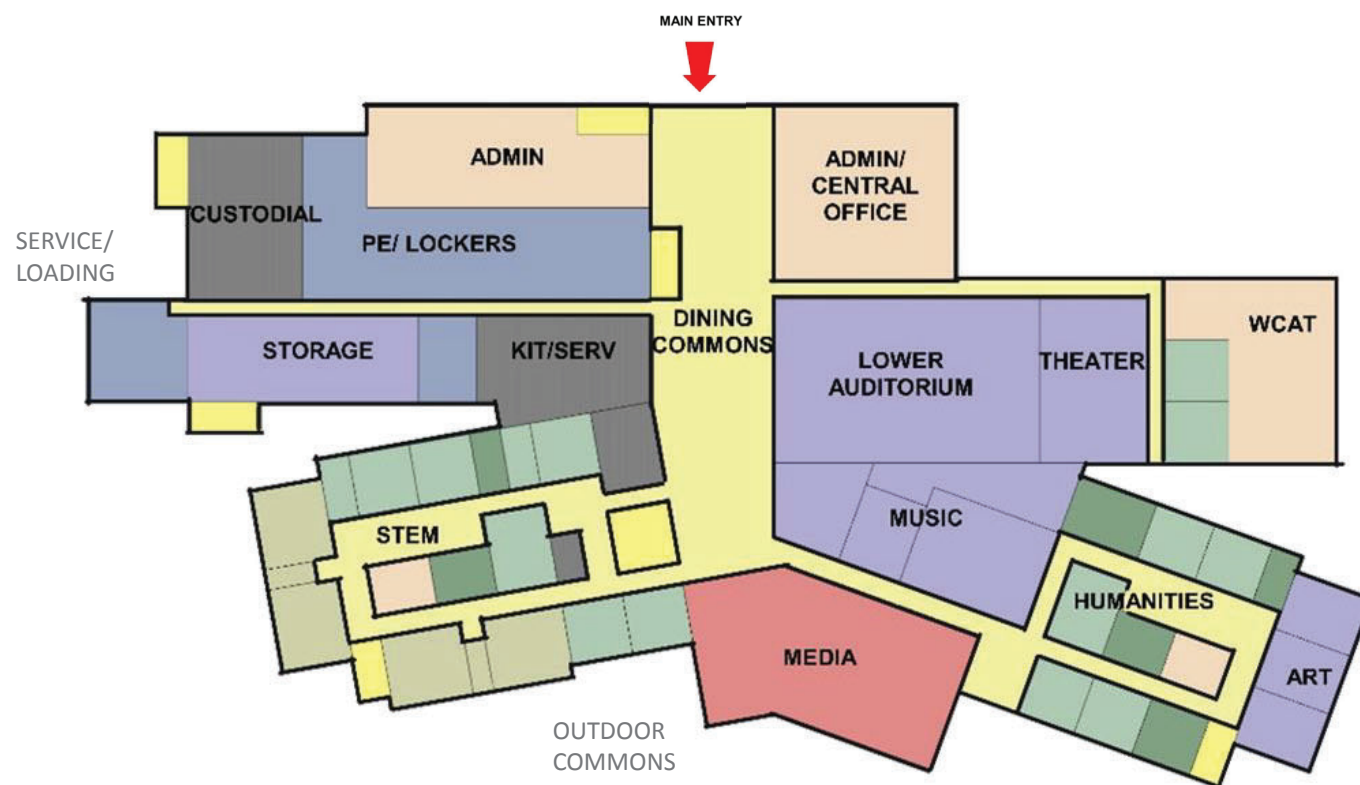 MAIN ENTRY
ADMIN
ADMIN/
CENTRAL
OFFICE
CUSTODIAL
PE/ LOCKERS
SERVICE/
LOADING
DINING
COMMONS
STORAGE
KIT/SERV
LOWER
AUDITORIUM
THEATER
WCAT
STEM
MUSIC
HUMANITIES
MEDIA
ART
OUTDOOR
COMMONS